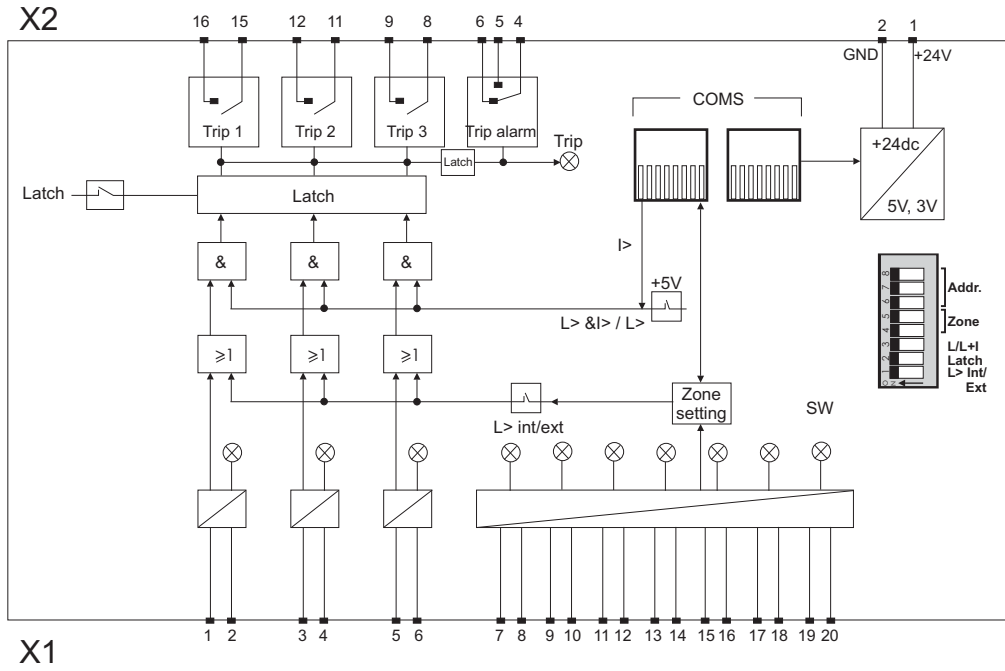 X2
16 15 12 11 9 8 6 5 4 2 1
GND +24V
COMS
Trip 1 Trip 2 Trip 3 Trip alarm
Trip
Latch
+24dc
5V, 3V
Latch
Latch
I>
& & &
+5V
L> &I> / L>
≥1 ≥1 ≥1
8 Addr.
7
6
5 Zone
4
3 L/L+I
2 Latch
1 L> Int/
Ext
ON
Zone
setting
L> int/ext
SW
1 2 3 4 5 6 7 8 9 10 11 12 13 14 15 16 17 18 19 20
X1